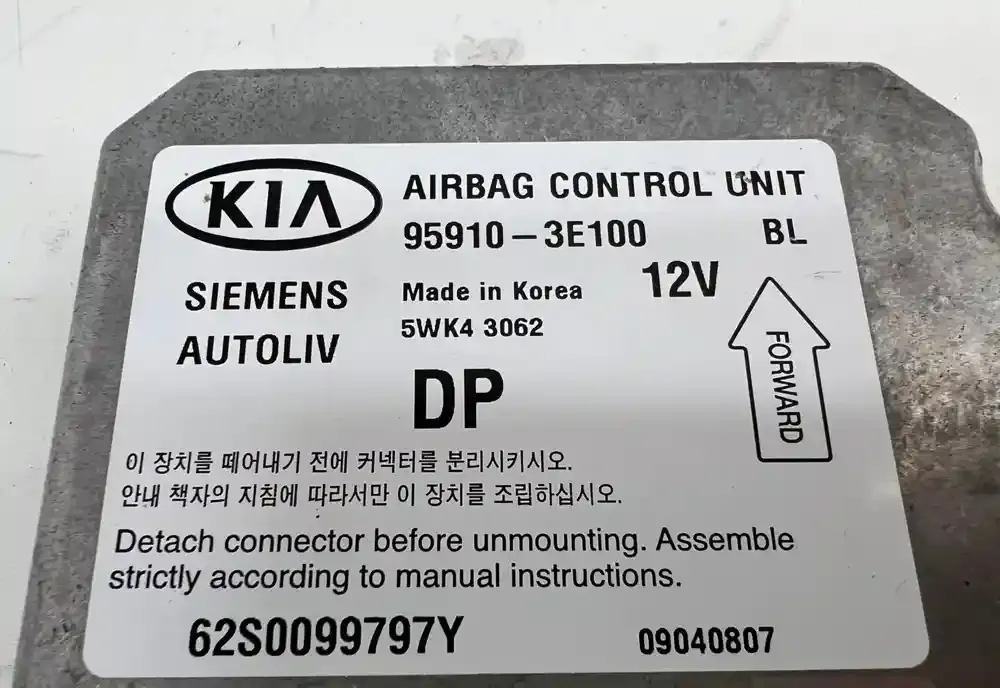 KIA
AIRBAG CONTROL UNIT
95910-3E100 BL
SIEMENS
AUTOLIV
Made in Korea
5WK4 3062
12V
DP
FORWARD
이 장치를 떼어내기 전에 커넥터를 분리시키시오.
안내 책자의 지침에 따라서만 이 장치를 조립하십시오.
Detach connector before unmounting. Assemble
strictly according to manual instructions.
62S0099797Y
09040807